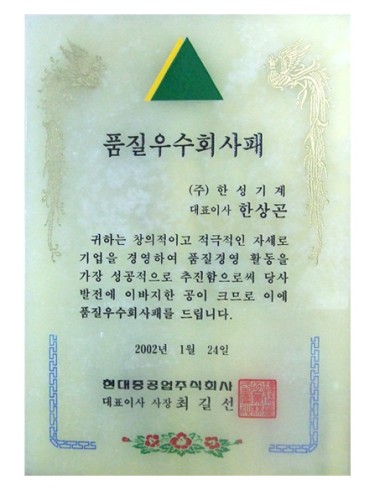 품질우수회사패
(주) 한성기계
대표이사 한상곤
귀하는 창의적이고 적극적인 자세로
기업을 경영하여 품질경영 활동을
가장 성공적으로 추진함으로써 당사
발전에 이바지한 공이 크므로 이에
품질우수회사패를 드립니다.
2002년 1월 24일
현대중공업주식회사
대표이사 사장 최길선